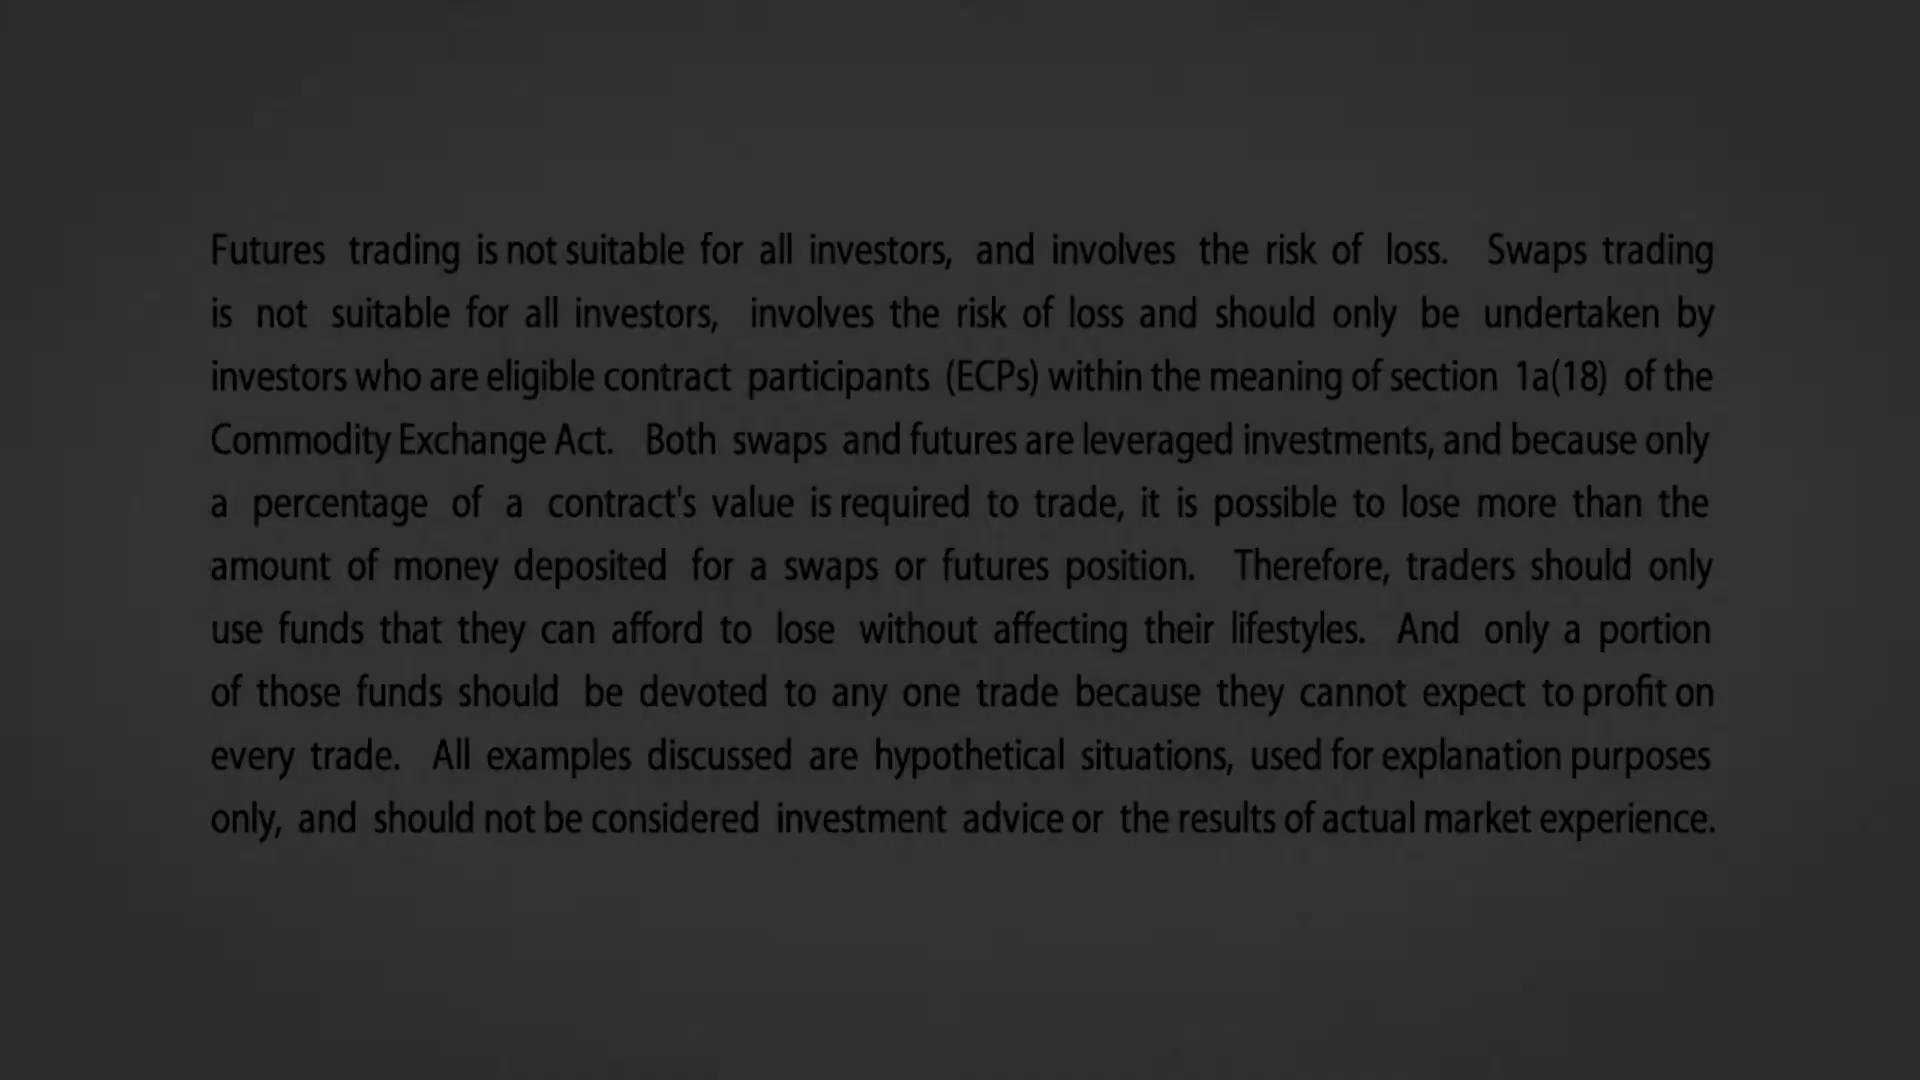 Futures trading is not suitable for all investors, and involves the risk of loss. Swaps trading
is not suitable for all investors, involves the risk of loss and should only be undertaken by
investors who are eligible contract participants (ECPs) within the meaning of section 1a(18) of the
Commodity Exchange Act. Both swaps and futures are leveraged investments, and because only
a percentage of a contract's value is required to trade, it is possible to lose more than the
amount of money deposited for a swaps or futures position. Therefore, traders should only
use funds that they can afford to lose without affecting their lifestyles. And only a portion
of those funds should be devoted to any one trade because they cannot expect to profit on
every trade. All examples discussed are hypothetical situations, used for explanation purposes
only, and should not be considered investment advice or the results of actual market experience.